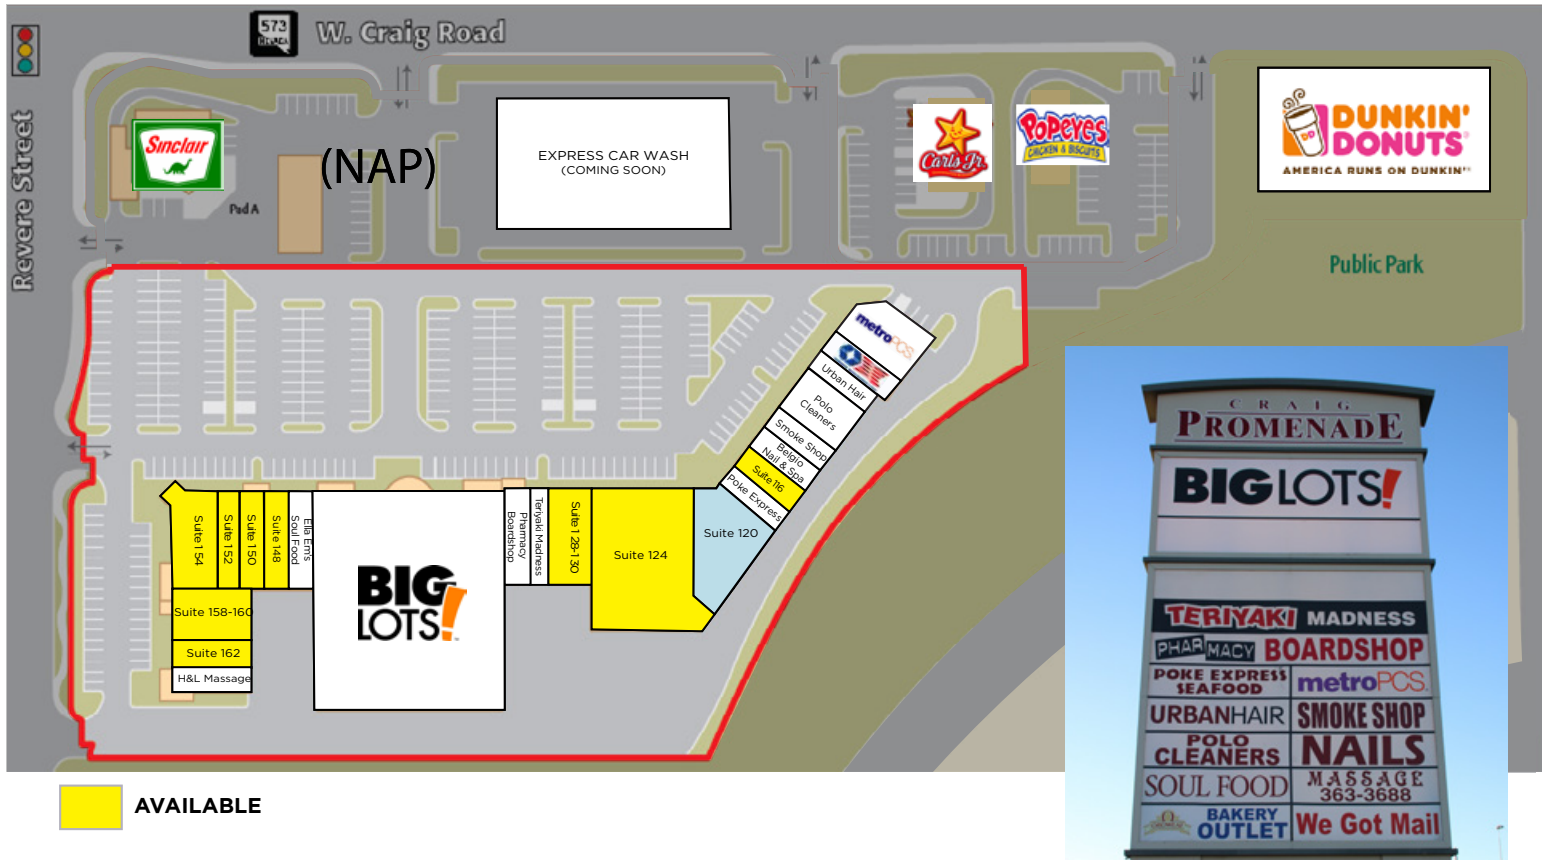 573
NEVADA
W. Craig Road
Revere Street
Sinclair
(NAP)
Pad A
EXPRESS CAR WASH
(COMING SOON)
Carl's Jr.
POPEYES
CHICKEN & BISCUITS
DUNKIN'
DONUTS
AMERICA RUNS ON DUNKIN'
Public Park
metroPCS.
Urban Hair
Polo
Cleaners
Smoke Shop
Belgio
Nail & Spa
Suite 116
Poke Express
Suite 120
Suite 124
Suite 128-130
Teriyaki Madness
Pharmacy
Boardshop
BIG
LOTS!
Ella Em's
Soul Food
Suite 148
Suite 150
Suite 152
Suite 154
Suite 158-160
Suite 162
H&L Massage
AVAILABLE
CRAIG
PROMENADE
BIGLOTS!
TERIYAKI MADNESS
PHARMACY BOARDSHOP
POKE EXPRESS
SEAFOOD
metroPCS.
URBANHAIR
SMOKE SHOP
POLO
CLEANERS
NAILS
SOUL FOOD
MASSAGE
363-3688
BAKERY
OUTLET
We Got Mail